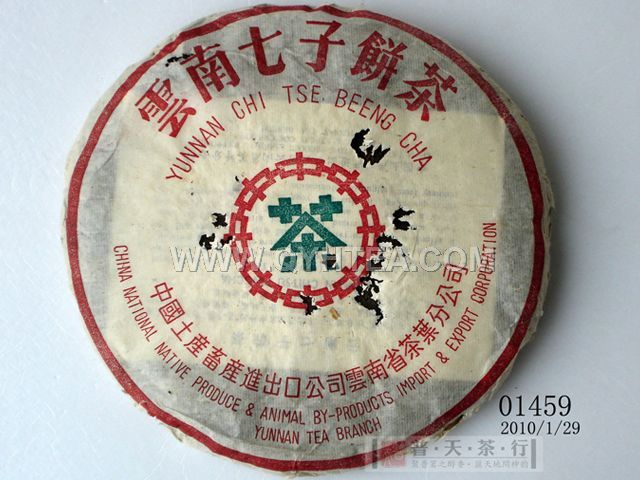 雲南七子餅茶
YUNNAN CHI TSE BEENG CHA
茶
WWW.CYUTEA.COM
中國土産畜產進出口公司雲南省茶葉分公司
CHINA NATIONAL NATIVE PRODUCE & ANIMAL BY-PRODUCTS IMPORT & EXPORT CORPORATION
YUNNAN TEA BRANCH
01459
2010/1/29
普·天·茶·行